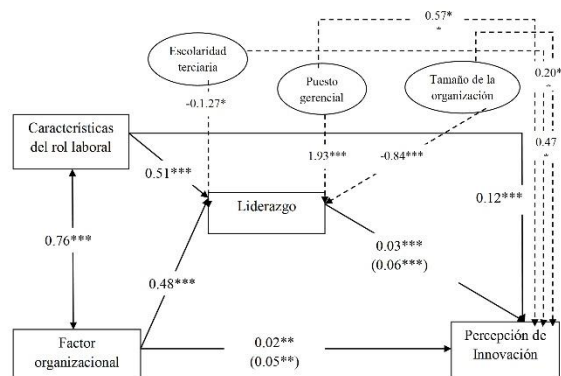 0.57*
*
Escolaridad
terciaria
Puesto
gerencial
Tamaño de la
organización
0.20*
-0.1.27*
Características
del rol laboral
1.93***
-0.84***
0.47
*
0.51***
Liderazgo
0.12***
0.76***
0.03***
(0.06***)
0.48***
Factor
organizacional
0.02**
(0.05**)
Percepción de
Innovación